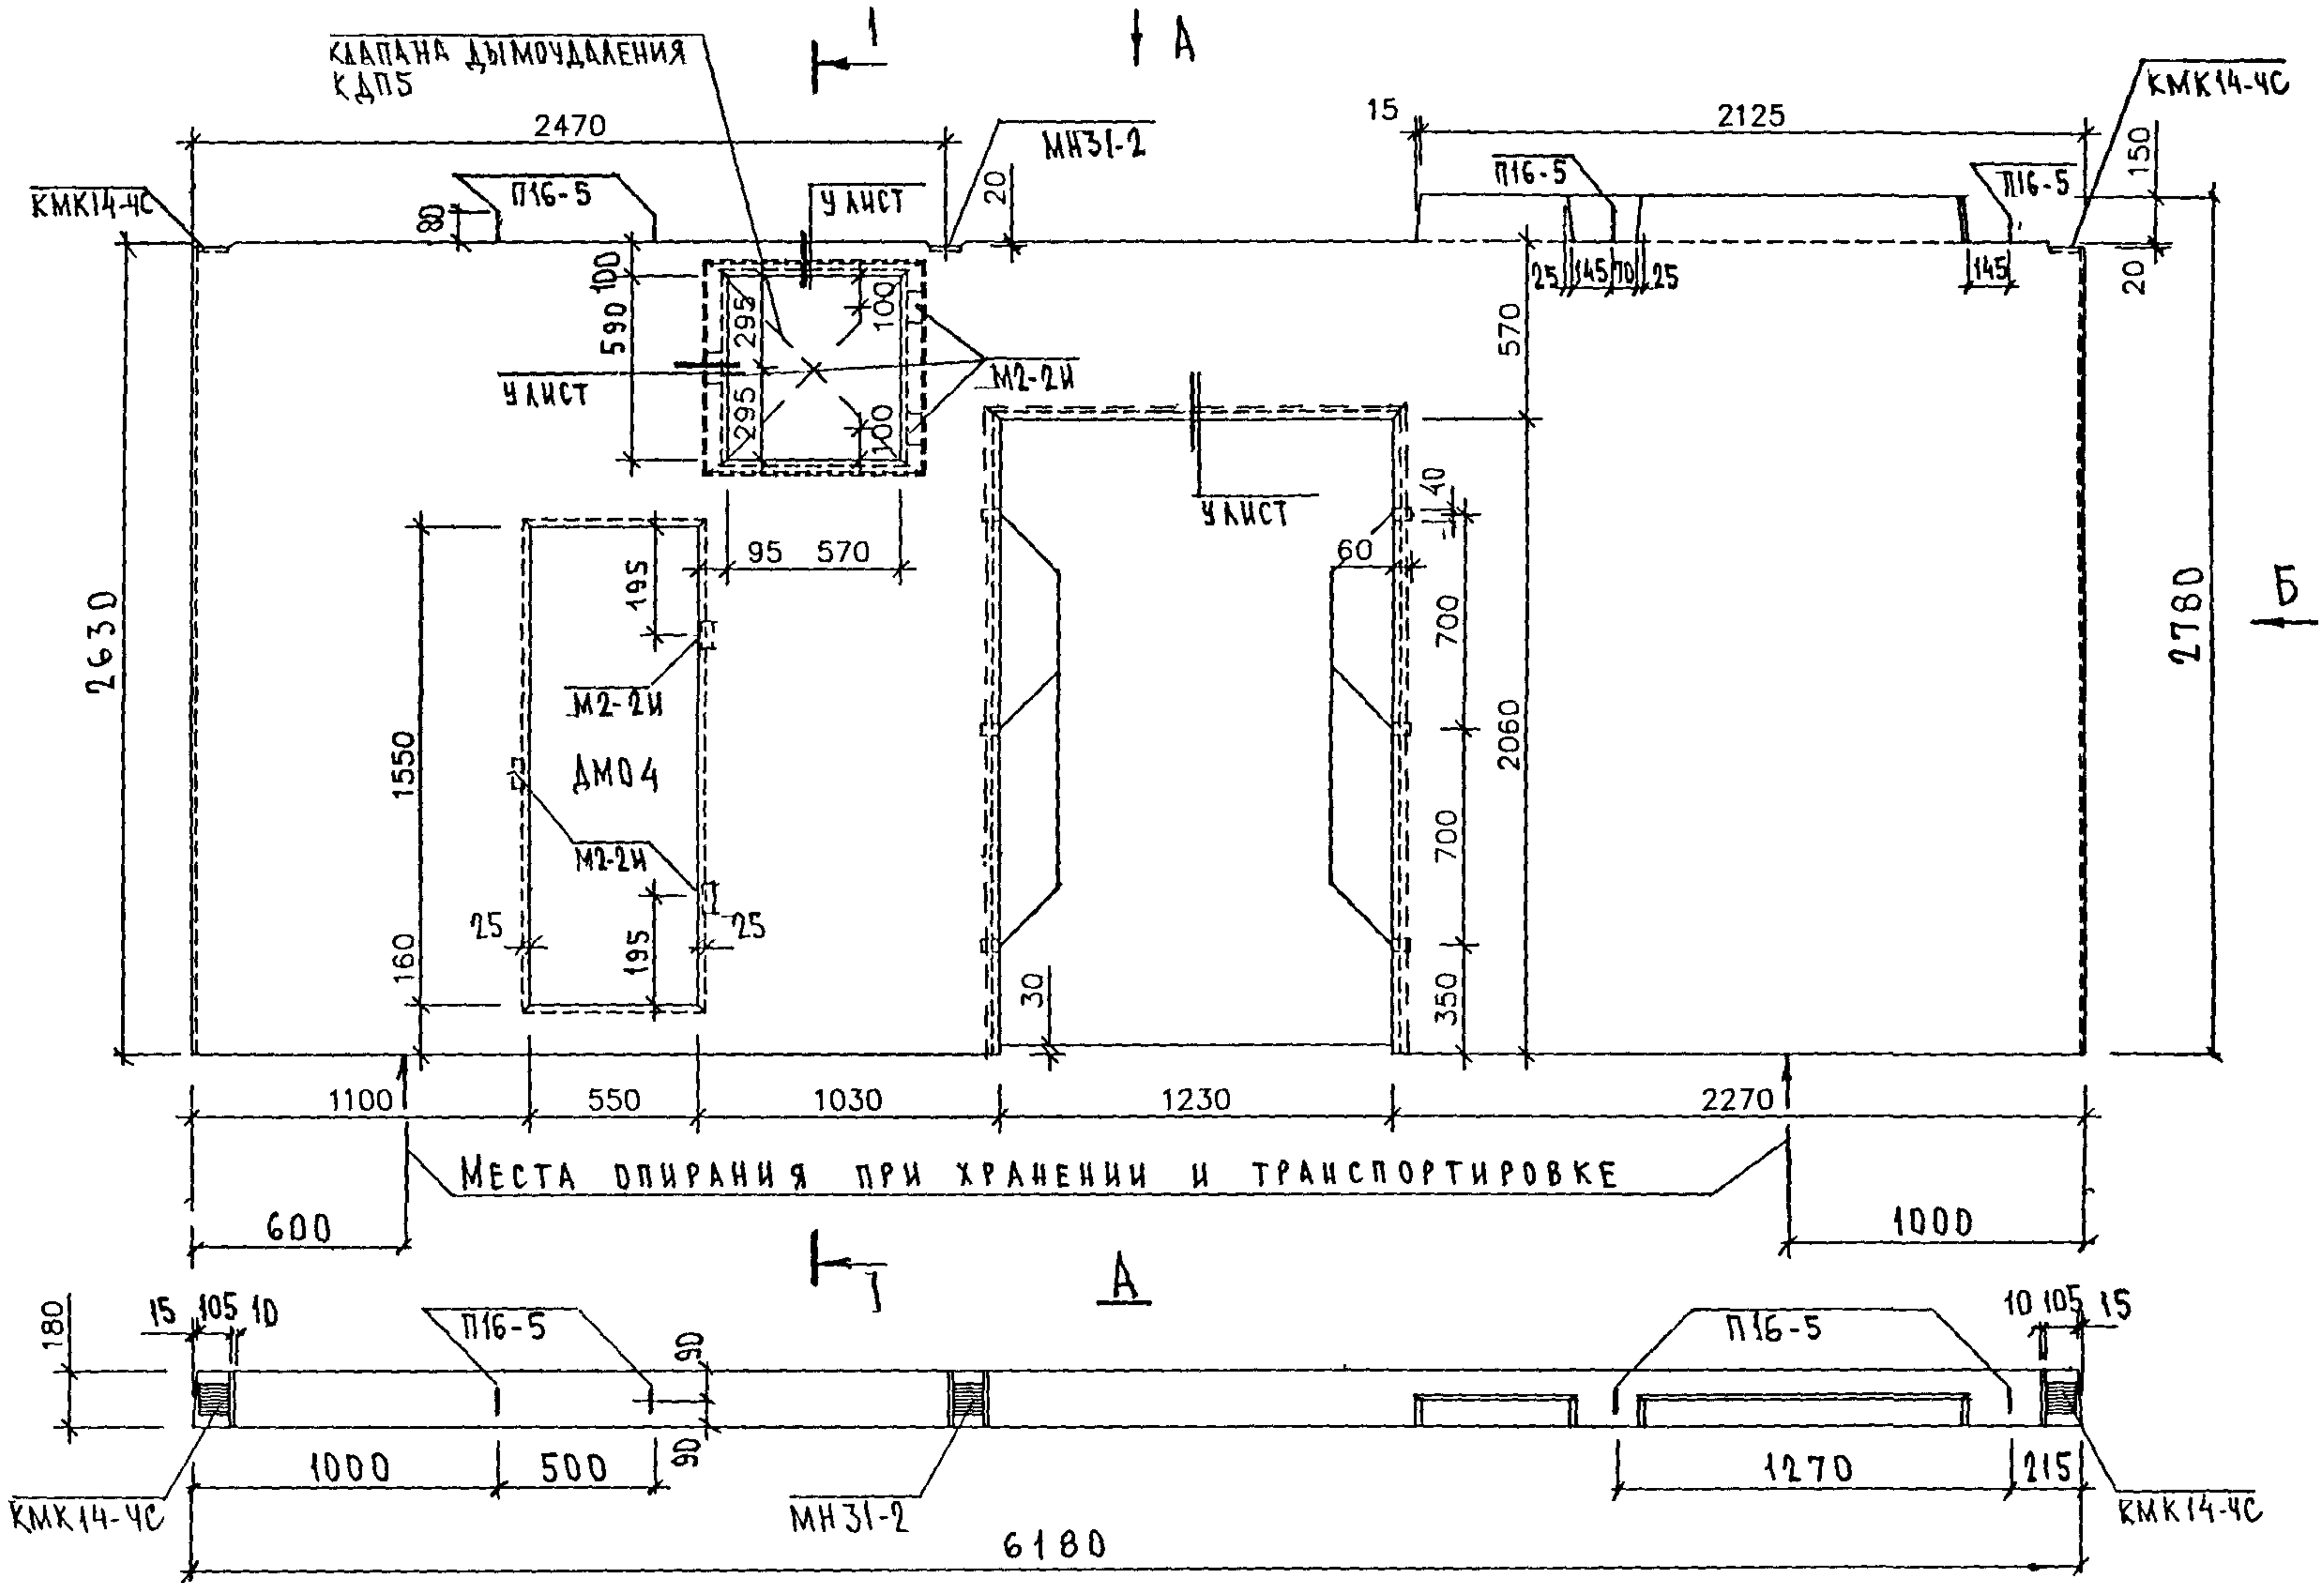 1
А
КЛАПАНА ДЫМОУДАЛЕНИЯ
КДП5
КМК14-ЧС
2470
МН31-2
15
2125
150
КМК14-ЧС
П16-5
80
У ЛИСТ
20
П16-5
П16-5
100
590
295
295
100
100
25
145
70
25
145
20
570
У ЛИСТ
М2-2И
У ЛИСТ
95
570
195
40
60
700
2630
2780
Б
М2-2И
1550
ДМ04
2060
М2-2И
700
25
25
160
195
30
350
1100
550
1030
1230
2270
МЕСТА ОПИРАНИЯ ПРИ ХРАНЕНИИ И ТРАНСПОРТИРОВКЕ
600
1000
1
А
180
15
105
10
П16-5
90
90
П16-5
10
105
15
1000
500
1270
215
КМК14-ЧС
МН31-2
КМК14-ЧС
6180